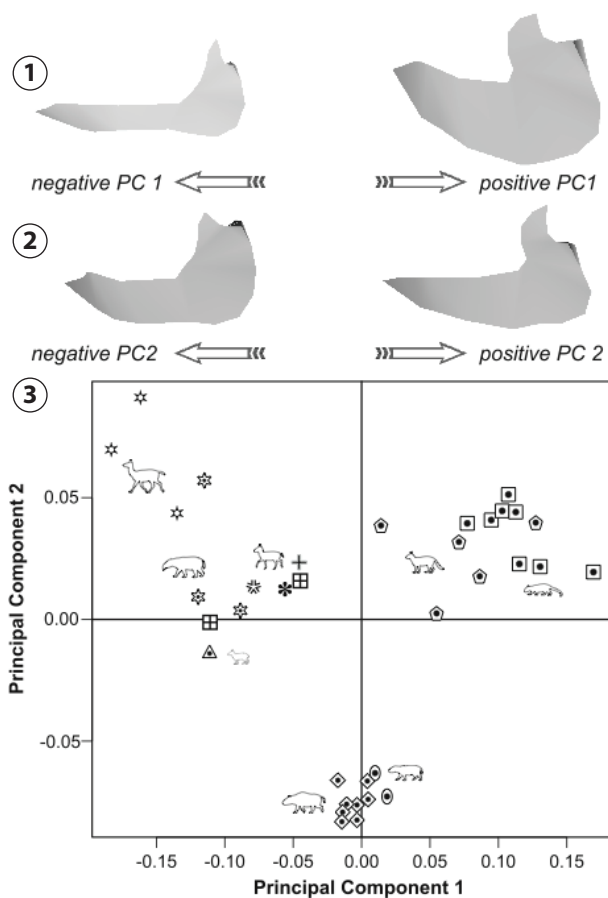 1
negative PC 1 positive PC1
2
negative PC2 positive PC 2
3
Principal Component 2
0.05
0.00
-0.05
-0.15 -0.10 -0.05 0.00 0.05 0.10 0.15
Principal Component 1